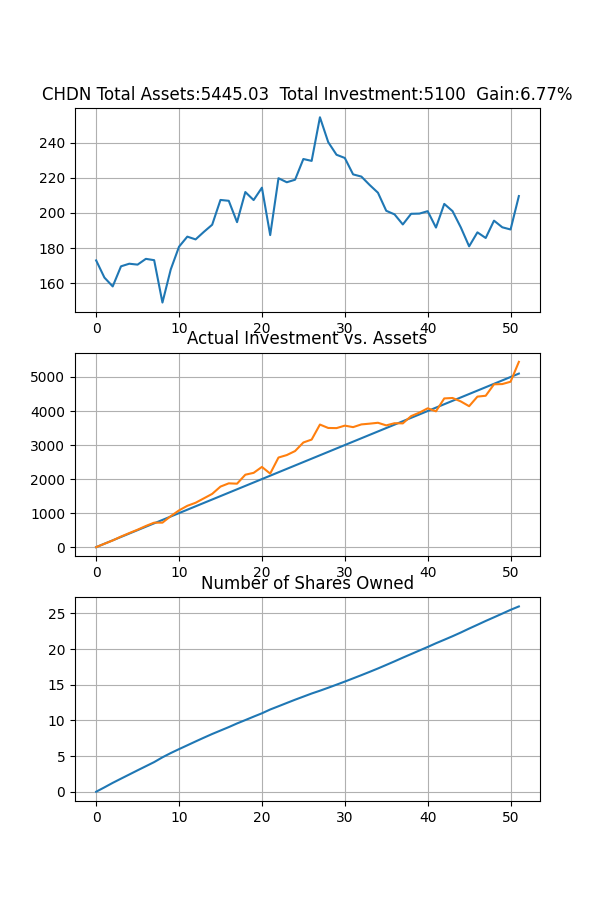 CHDN Total Assets:5445.03  Total Investment:5100  Gain:6.77%
240
220
200
180
160
0 10 20 30 40 50
Actual Investment vs. Assets
5000
4000
3000
2000
1000
0
0 10 20 30 40 50
Number of Shares Owned
25
20
15
10
5
0
0 10 20 30 40 50